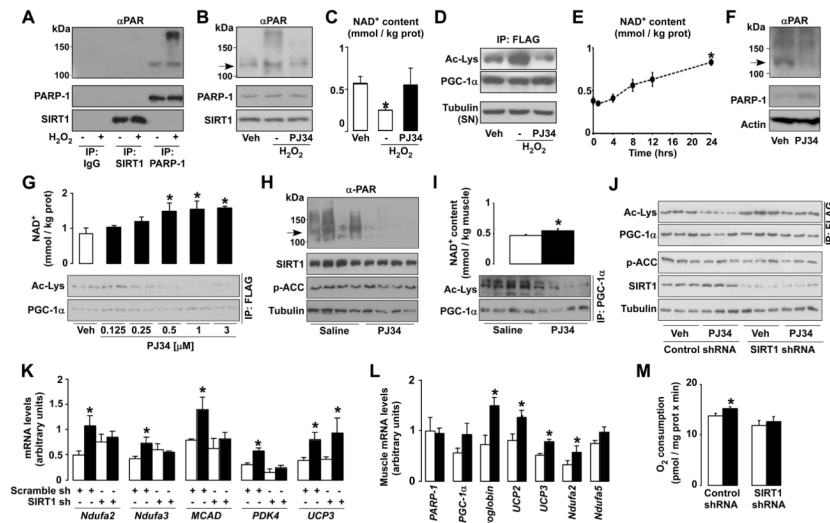 A
αPAR
kDa
150
100
PARP-1
SIRT1
- + - + - +
H2O2
IP: IgG
IP: SIRT1
IP: PARP-1
B
αPAR
kDa
150
100
PARP-1
SIRT1
Veh - PJ34
H2O2
C
NAD+ content
(mmol / kg prot)
1
0.5
0
*
Veh - PJ34
H2O2
D
IP: FLAG
Ac-Lys
PGC-1α
Tubulin
(SN)
Veh - PJ34
H2O2
E
NAD+ content
(mmol / kg prot)
1
0.5
0
*
0 4 8 12 16 20 24
Time (hrs)
F
αPAR
kDa
150
100
PARP-1
Actin
Veh PJ34
G
NAD+
(mmol / kg prot)
2
1
0
* * *
Ac-Lys
PGC-1α
IP: FLAG
Veh 0.125 0.25 0.5 1 3
PJ34 [µM]
H
α-PAR
kDa
150
100
SIRT1
p-ACC
Tubulin
Saline PJ34
I
NAD+ content
(mmol / kg muscle)
1
0.5
0
*
Ac-Lys
PGC-1α
IP: PGC-1α
Saline PJ34
J
Ac-Lys
PGC-1α
IP: FLAG
p-ACC
SIRT1
Tubulin
Veh PJ34 Veh PJ34
Control shRNA SIRT1 shRNA
K
mRNA levels
(arbitrary units)
2
1.5
1
0.5
0
* * * * * *
Scramble sh + + - - + + - - + + - - + + - - + + - -
SIRT1 sh - - + + - - + + - - + + - - + + - - + +
Ndufa2 Ndufa3 MCAD PDK4 UCP3
L
Muscle mRNA levels
(arbitrary units)
2
1.5
1
0.5
0
* * * *
PARP-1
PGC-1α
roglobin
UCP2
UCP3
Ndufa2
Ndufa5
M
O2 consumption
(pmol / mg prot x min)
20
10
0
*
Control shRNA
SIRT1 shRNA